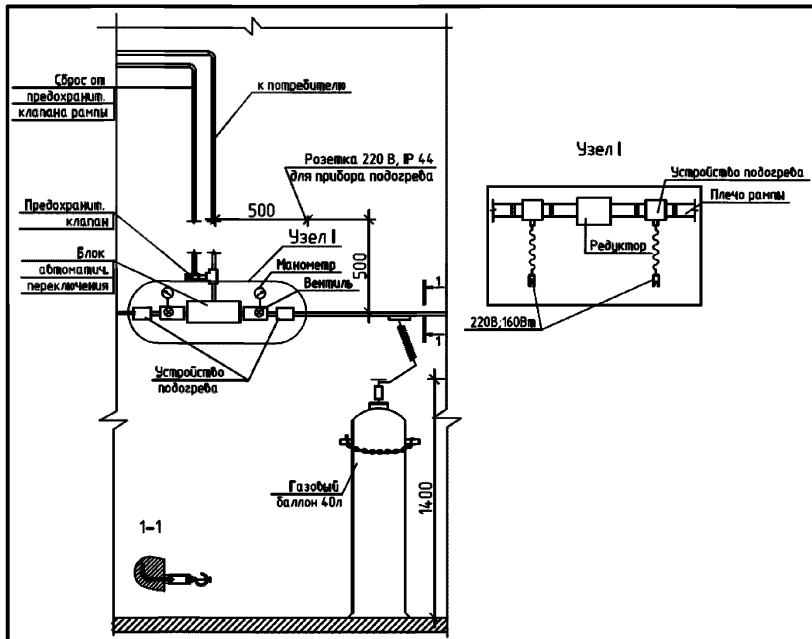 Сброс от
предохранит.
клапана рампы
к потребителю
Розетка 220 В, IP 44
для прибора подогрева
Предохранит.
клапан
500
Узел I
500
Блок
автоматич.
переключения
Манометр
Вентиль
1
1
Устройство
подогрева
Газовый
баллон 40л
1400
1-1
Узел I
Устройство подогрева
Плечо рампы
Редуктор
220В;160Вт